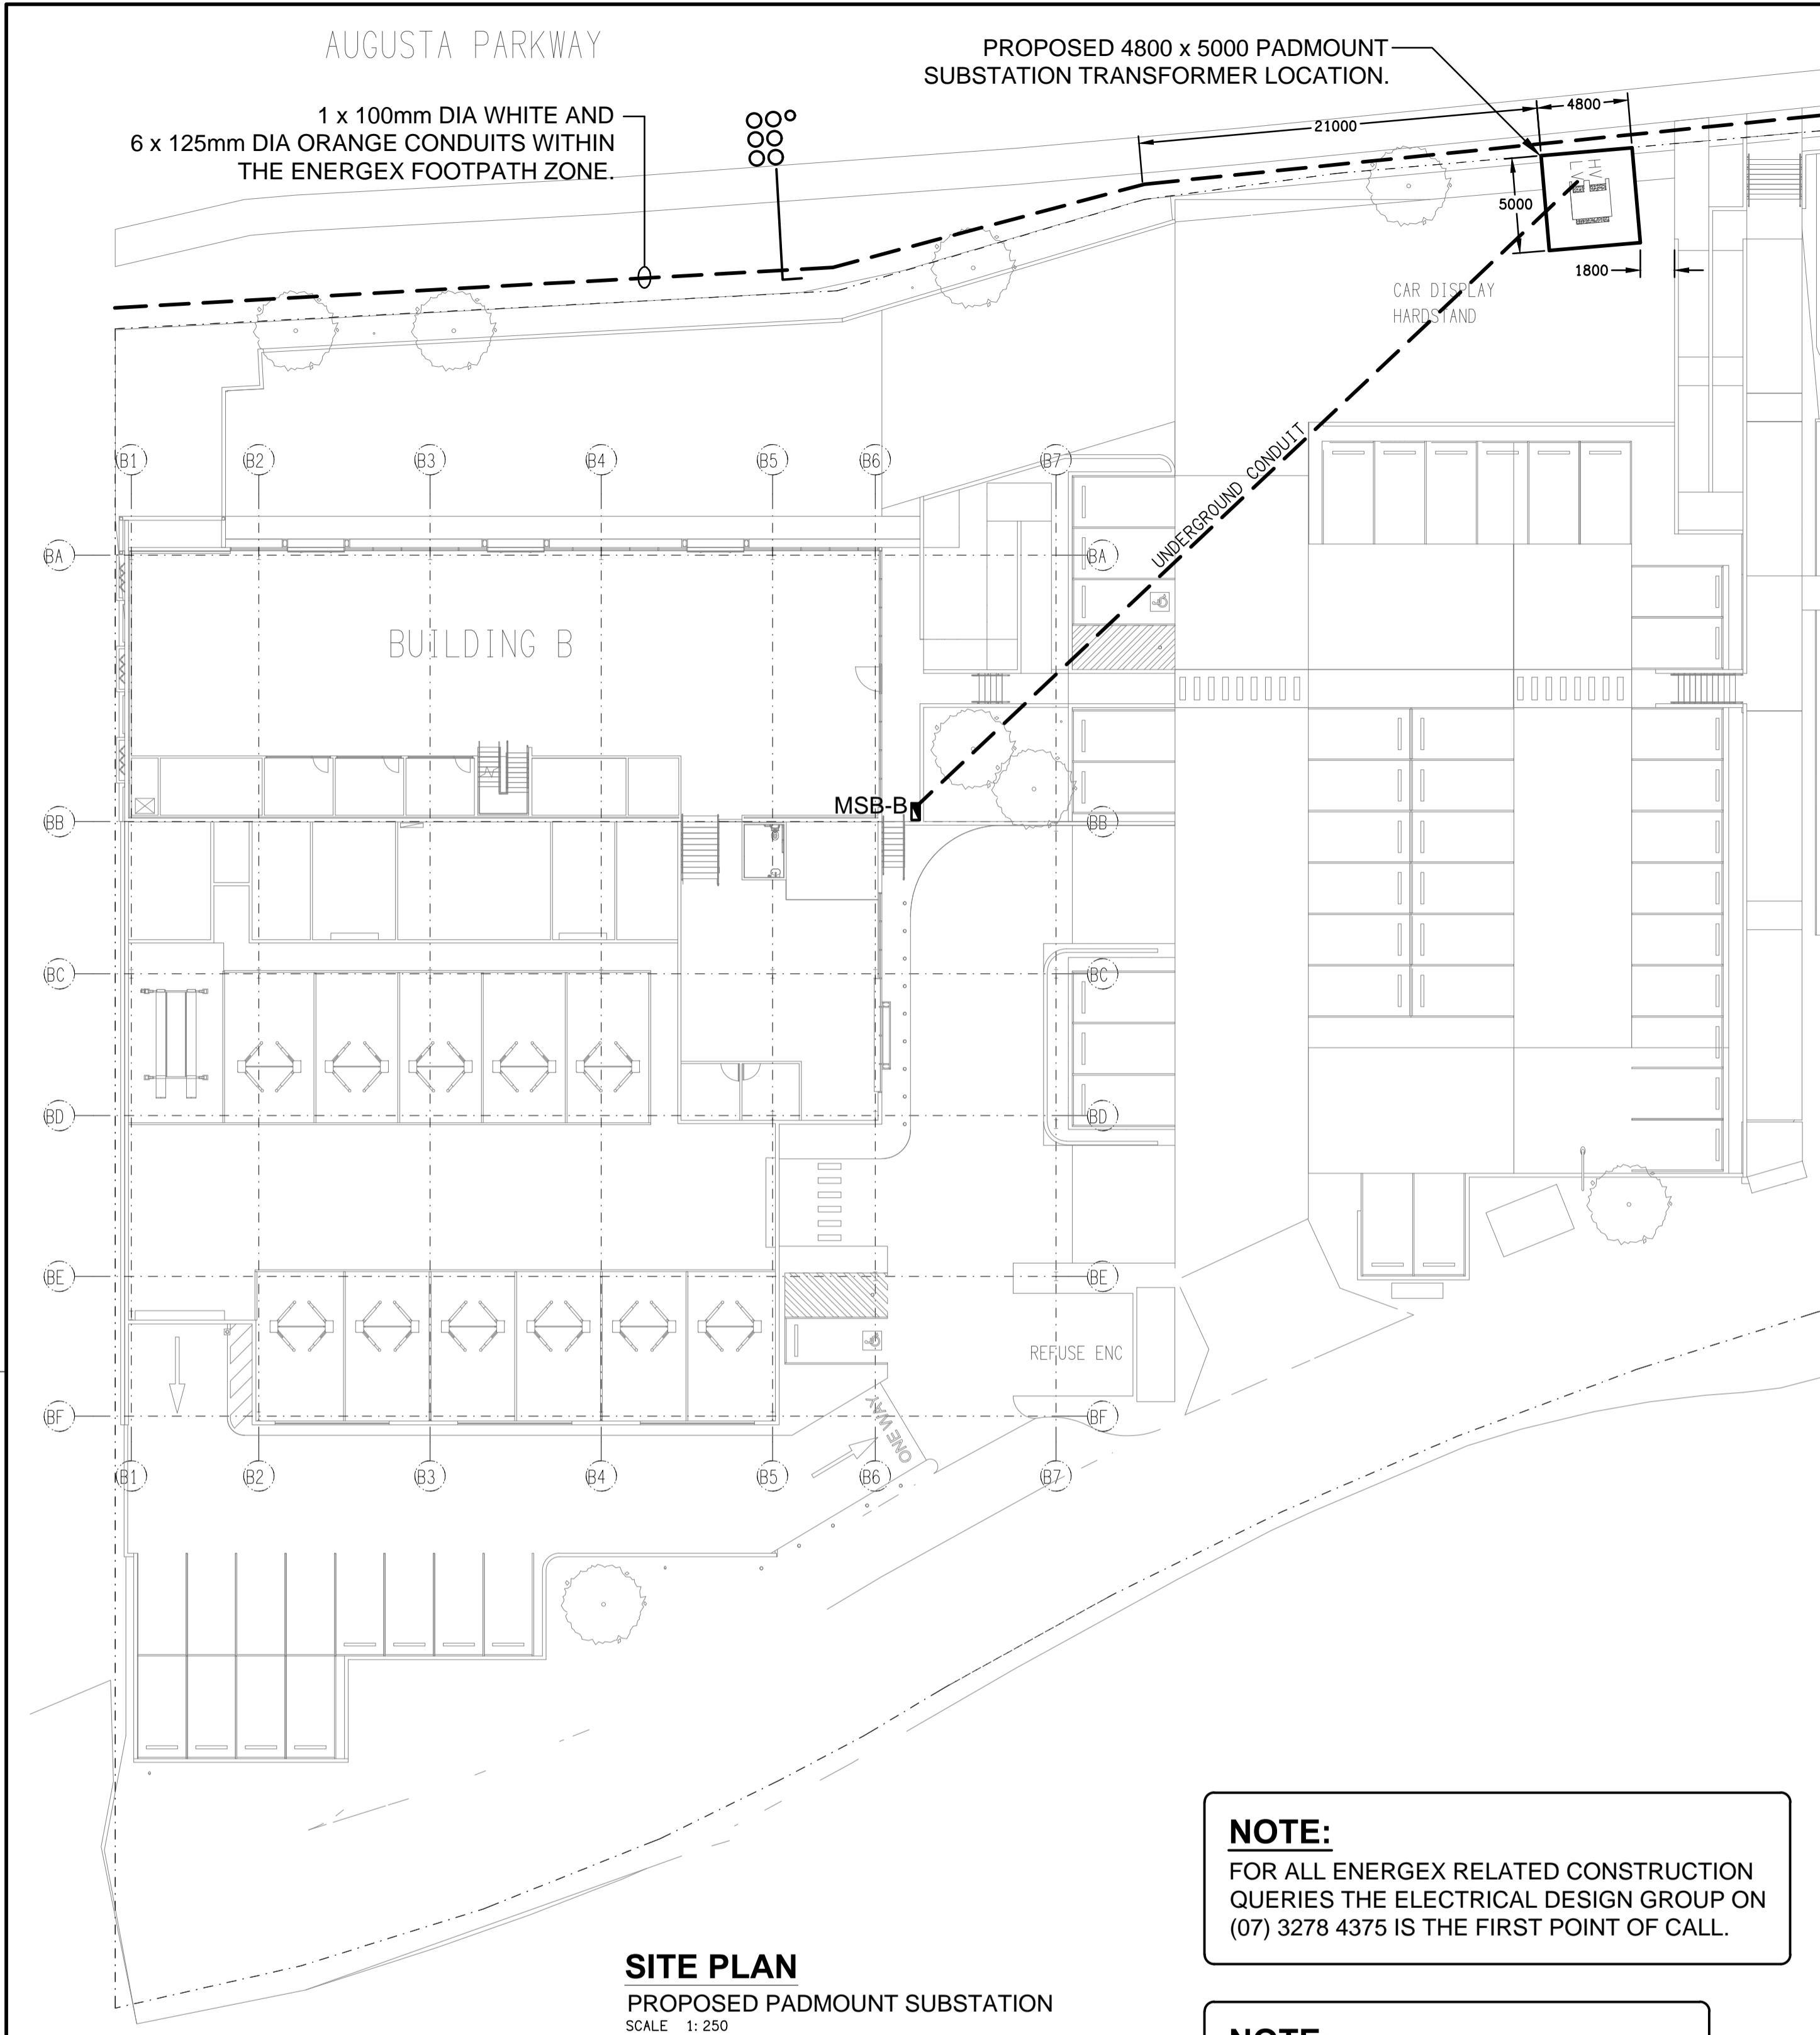 AUGUSTA PARKWAY
PROPOSED 4800 x 5000 PADMOUNT
SUBSTATION TRANSFORMER LOCATION.
1 x 100mm DIA WHITE AND
6 x 125mm DIA ORANGE CONDUITS WITHIN
THE ENERGEX FOOTPATH ZONE.
4800
21000
HV
LV
5000
1800
CAR DISPLAY
HARDSTAND
UNDERGROUND CONDUIT
B1
B2
B3
B4
B5
B6
B7
BA
BA
BUILDING B
MSB-B
BB
BB
BC
BC
BD
BD
BE
BE
REFUSE ENC
BF
BF
ONE WAY
B1
B2
B3
B4
B5
B6
B7
NOTE:
FOR ALL ENERGEX RELATED CONSTRUCTION
QUERIES THE ELECTRICAL DESIGN GROUP ON
(07) 3278 4375 IS THE FIRST POINT OF CALL.
SITE PLAN
PROPOSED PADMOUNT SUBSTATION
SCALE 1:250
NOTE